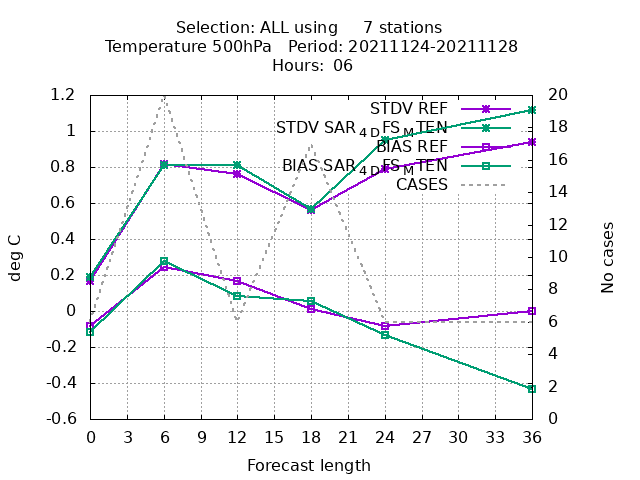 Selection: ALL using 7 stations
Temperature 500hPa Period: 20211124-20211128
Hours: 06
STDV REF
STDV SAR4DFSMTEN
BIAS REF
BIAS SAR4DFSMTEN
CASES
deg C
1.2
1
0.8
0.6
0.4
0.2
0
-0.2
-0.4
-0.6
No cases
20
18
16
14
12
10
8
6
4
2
0
0 3 6 9 12 15 18 21 24 27 30 33 36
Forecast length